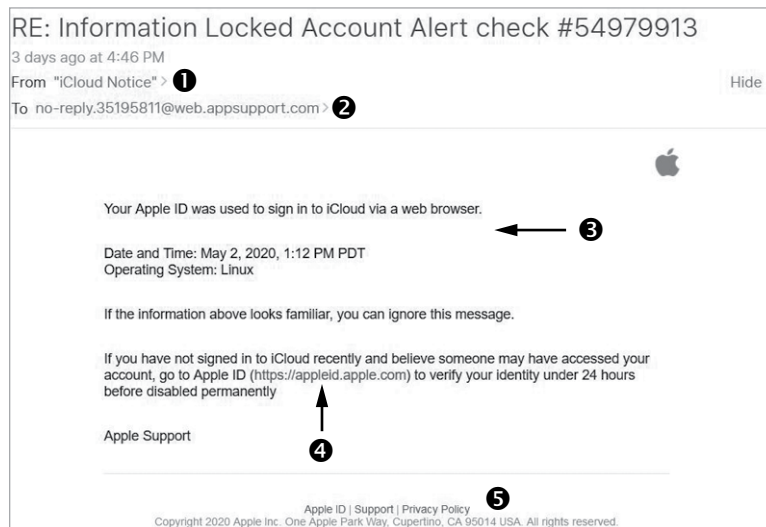 RE: Information Locked Account Alert check #54979913
3 days ago at 4:46 PM
From "iCloud Notice" > ❶
Hide
To no-reply.35195811@web.appsupport.com > ❷
Your Apple ID was used to sign in to iCloud via a web browser.
❸
Date and Time: May 2, 2020, 1:12 PM PDT
Operating System: Linux
If the information above looks familiar, you can ignore this message.
If you have not signed in to iCloud recently and believe someone may have accessed your
account, go to Apple ID (https://appleid.apple.com) to verify your identity under 24 hours
before disabled permanently
❹
Apple Support
❺
Apple ID | Support | Privacy Policy
Copyright 2020 Apple Inc. One Apple Park Way, Cupertino, CA 95014 USA. All rights reserved.